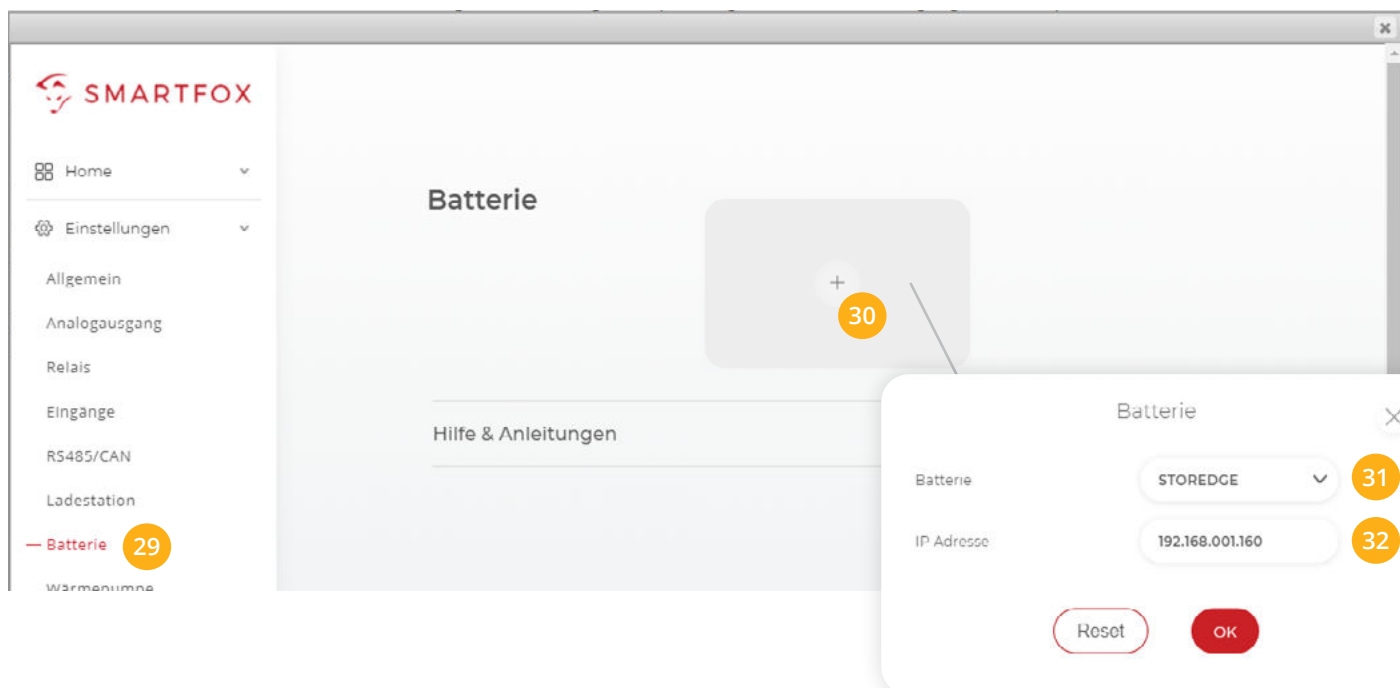 SMARTFOX
Home
Einstellungen
Allgemein
Analogausgang
Relais
Eingänge
RS485/CAN
Ladestation
Batterie 29
Wärmepumpe
Batterie
+
30
Hilfe & Anleitungen
Batterie
Batterie STOREDGE 31
IP Adresse 192.168.001.160 32
Reset OK